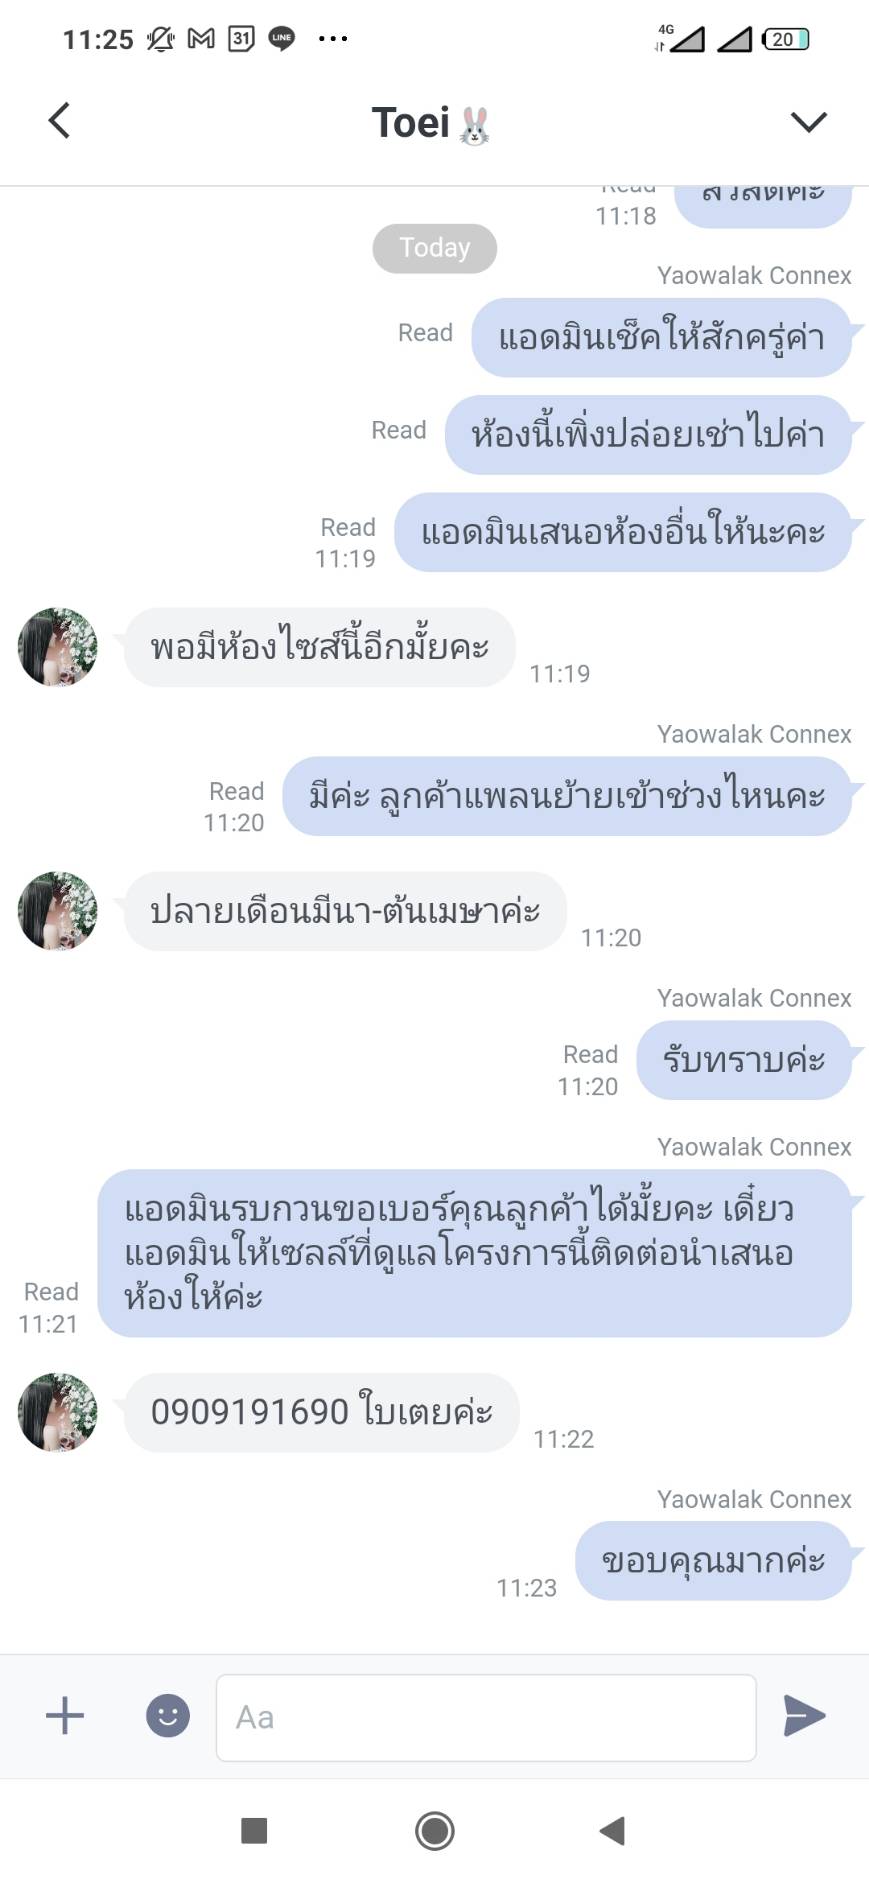 11:25
31
LINE
4G
20
Toei🐰
Read
11:18
สวัสดีค่ะ
Today
Yaowalak Connex
Read
แอดมินเช็คให้สักครู่ค่า
Read
ห้องนี้เพิ่งปล่อยเช่าไปค่า
Read
11:19
แอดมินเสนอห้องอื่นให้นะคะ
พอมีห้องไซส์นี้อีกมั้ยคะ
11:19
Yaowalak Connex
Read
11:20
มีค่ะ ลูกค้าแพลนย้ายเข้าช่วงไหนคะ
ปลายเดือนมีนา-ต้นเมษาค่ะ
11:20
Yaowalak Connex
Read
11:20
รับทราบค่ะ
Yaowalak Connex
แอดมินรบกวนขอเบอร์คุณลูกค้าได้มั้ยคะ เดี๋ยว
แอดมินให้เซลล์ที่ดูแลโครงการนี้ติดต่อนำเสนอ
ห้องให้ค่ะ
Read
11:21
0909191690 ใบเตยค่ะ
11:22
Yaowalak Connex
11:23
ขอบคุณมากค่ะ
Aa